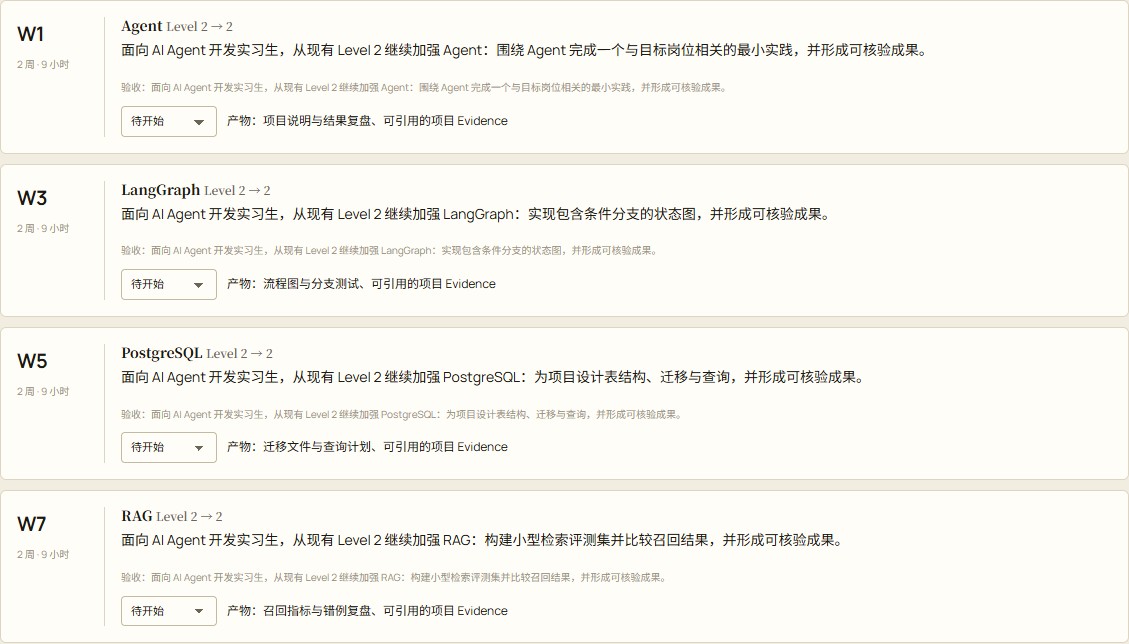 W1
2 周 · 9 小时
Agent Level 2 → 2
面向 AI Agent 开发实习生，从现有 Level 2 继续加强 Agent：围绕 Agent 完成一个与目标岗位相关的最小实践，并形成可核验成果。
验收：面向 AI Agent 开发实习生，从现有 Level 2 继续加强 Agent：围绕 Agent 完成一个与目标岗位相关的最小实践，并形成可核验成果。
待开始
产物：项目说明与结果复盘、可引用的项目 Evidence
W3
2 周 · 9 小时
LangGraph Level 2 → 2
面向 AI Agent 开发实习生，从现有 Level 2 继续加强 LangGraph：实现包含条件分支的状态图，并形成可核验成果。
验收：面向 AI Agent 开发实习生，从现有 Level 2 继续加强 LangGraph：实现包含条件分支的状态图，并形成可核验成果。
待开始
产物：流程图与分支测试、可引用的项目 Evidence
W5
2 周 · 9 小时
PostgreSQL Level 2 → 2
面向 AI Agent 开发实习生，从现有 Level 2 继续加强 PostgreSQL：为项目设计表结构、迁移与查询，并形成可核验成果。
验收：面向 AI Agent 开发实习生，从现有 Level 2 继续加强 PostgreSQL：为项目设计表结构、迁移与查询，并形成可核验成果。
待开始
产物：迁移文件与查询计划、可引用的项目 Evidence
W7
2 周 · 9 小时
RAG Level 2 → 2
面向 AI Agent 开发实习生，从现有 Level 2 继续加强 RAG：构建小型检索评测集并比较召回结果，并形成可核验成果。
验收：面向 AI Agent 开发实习生，从现有 Level 2 继续加强 RAG：构建小型检索评测集并比较召回结果，并形成可核验成果。
待开始
产物：召回指标与错例复盘、可引用的项目 Evidence